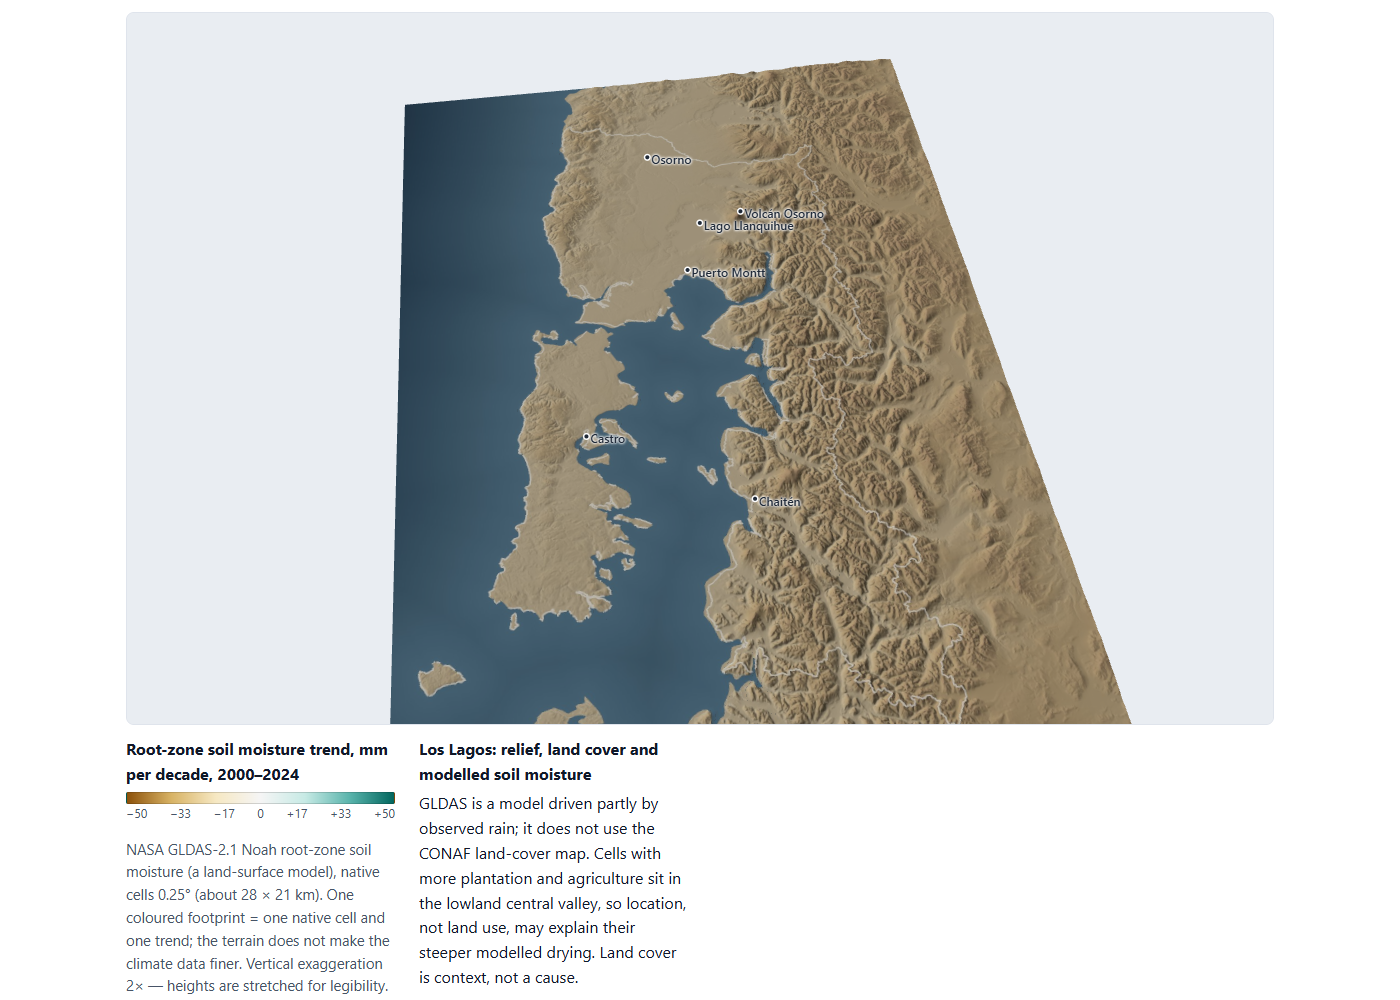 Osorno
Volcán Osorno
Lago Llanquihue
Puerto Montt
Castro
Chaitén
Root-zone soil moisture trend, mm
per decade, 2000–2024
−50 −33 −17 0 +17 +33 +50
NASA GLDAS-2.1 Noah root-zone soil
moisture (a land-surface model), native
cells 0.25° (about 28 × 21 km). One
coloured footprint = one native cell and
one trend; the terrain does not make the
climate data finer. Vertical exaggeration
2× — heights are stretched for legibility.
Los Lagos: relief, land cover and
modelled soil moisture
GLDAS is a model driven partly by
observed rain; it does not use the
CONAF land-cover map. Cells with
more plantation and agriculture sit in
the lowland central valley, so location,
not land use, may explain their
steeper modelled drying. Land cover
is context, not a cause.